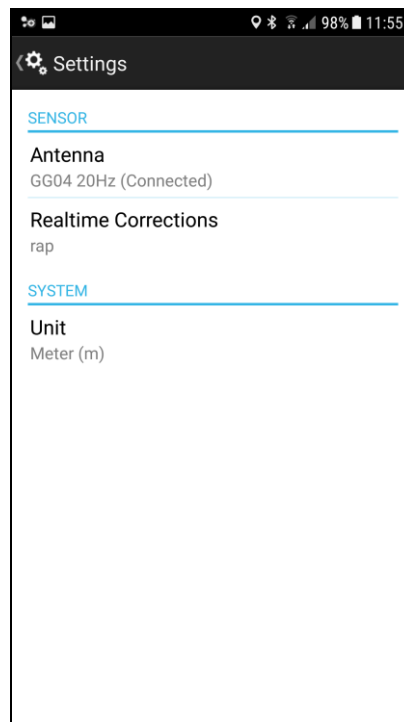 98% 11:55
Settings
SENSOR
Antenna
GG04 20Hz (Connected)
Realtime Corrections
rap
SYSTEM
Unit
Meter (m)